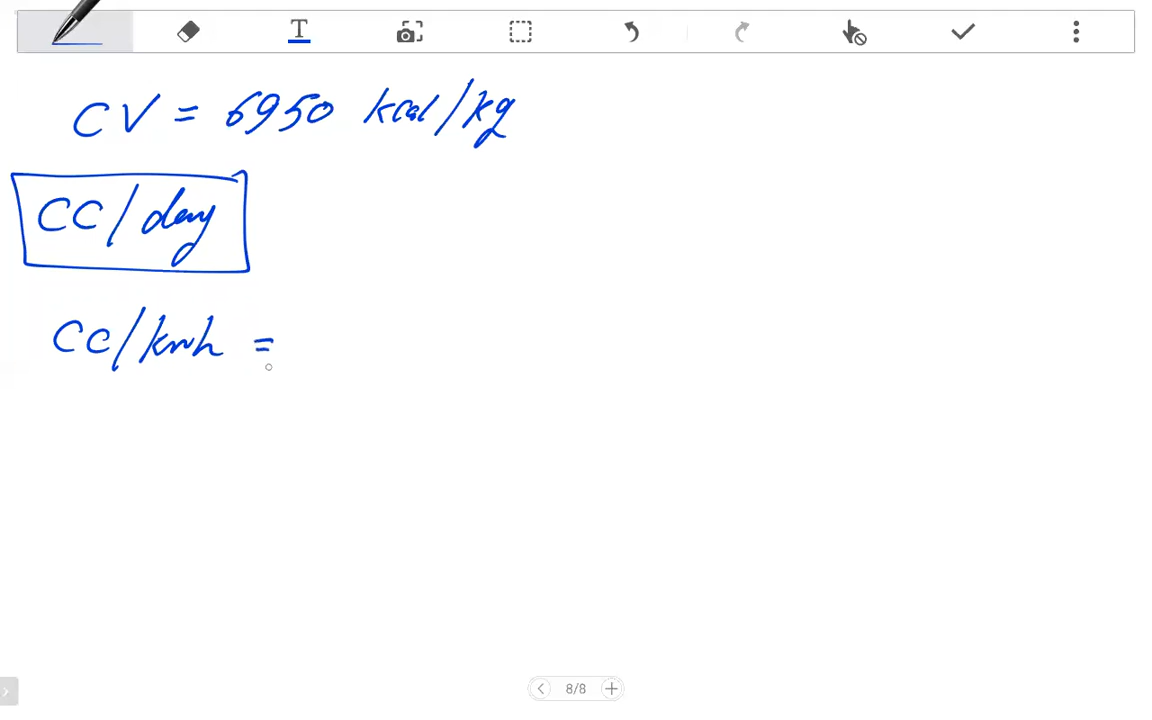 T
CV = 6950 kcal/kg
CC/day
CC/kwh =
8/8